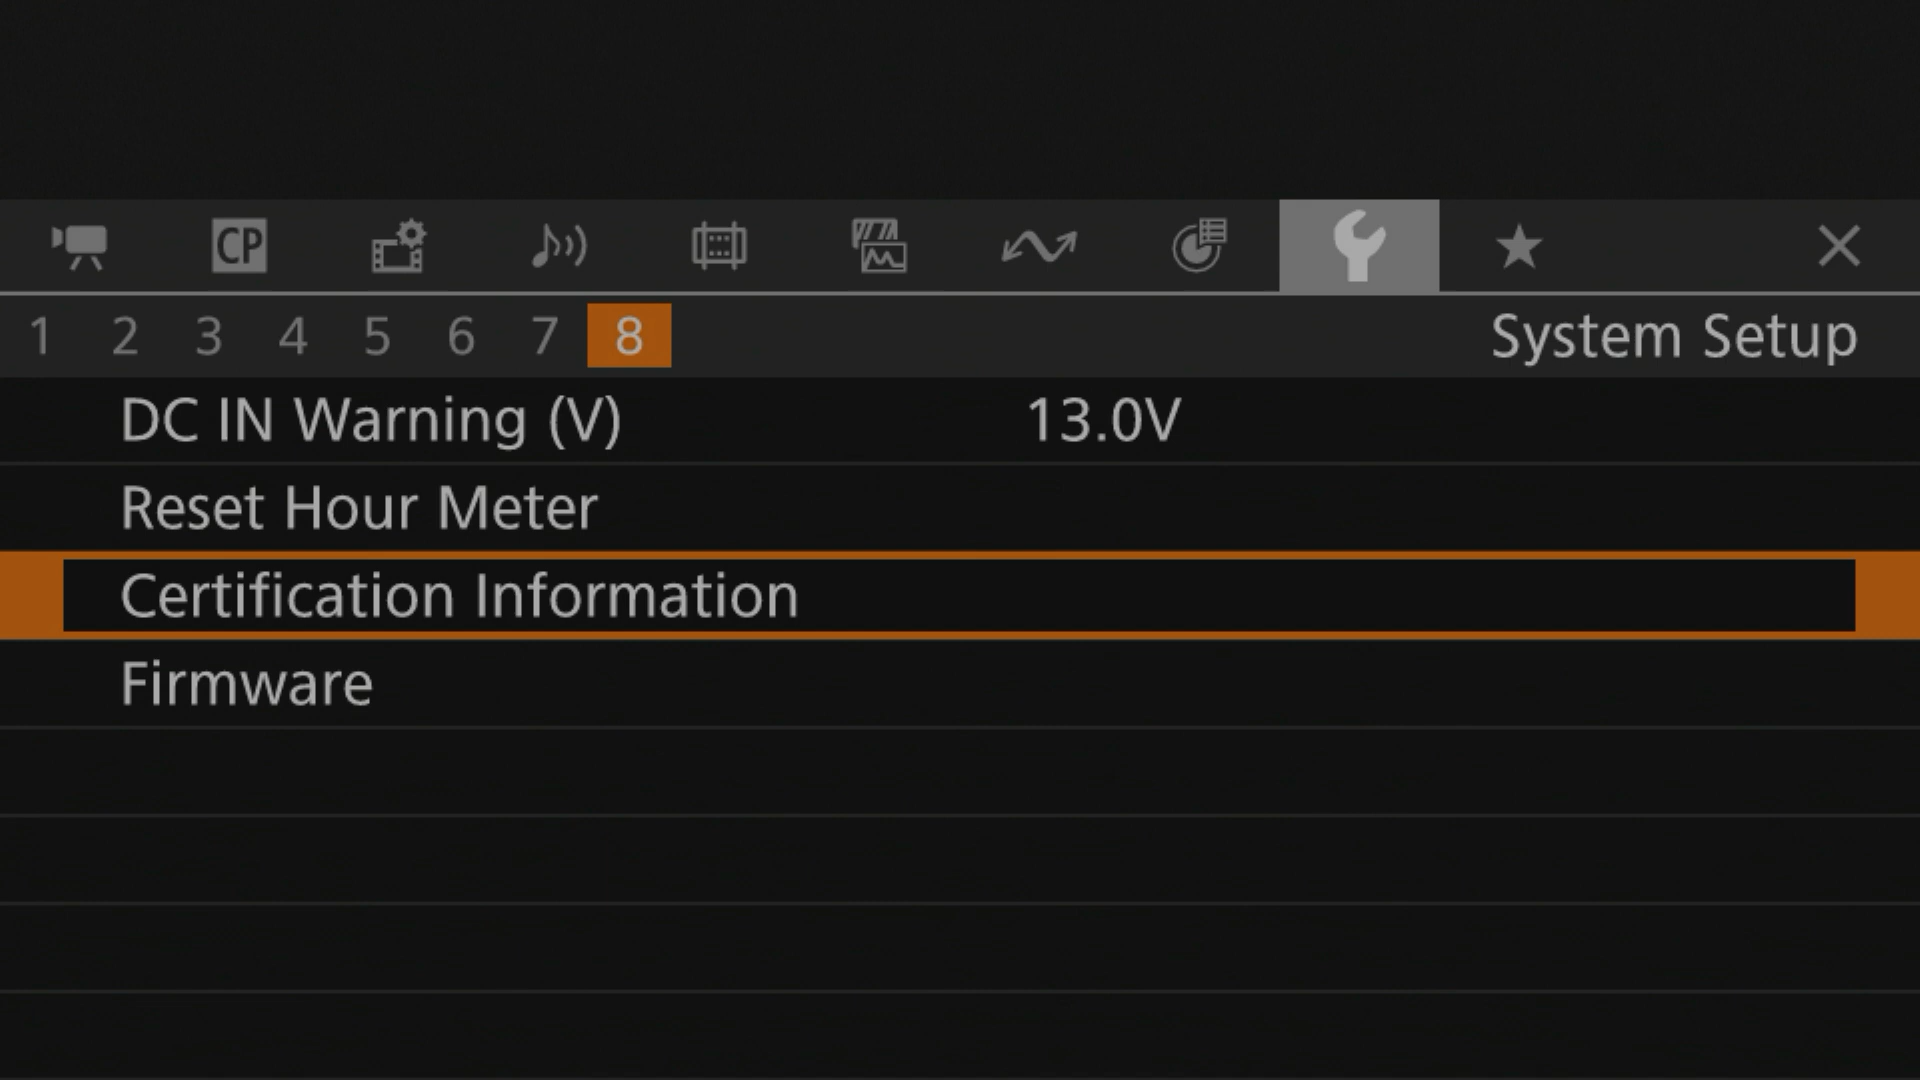 CP
1 2 3 4 5 6 7 8 System Setup
DC IN Warning (V) 13.0V
Reset Hour Meter
Certification Information
Firmware